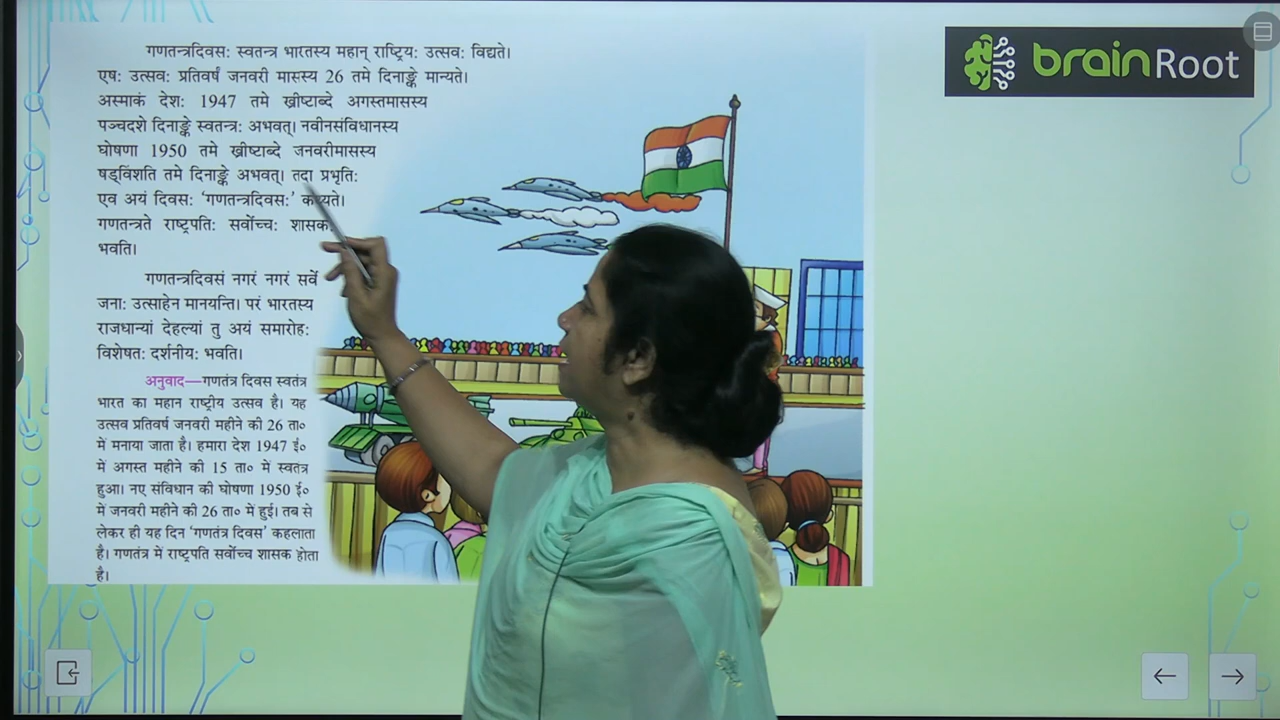 गणतन्त्रदिवसः स्वतन्त्र भारतस्य महान् राष्ट्रियः उत्सवः विद्यते।
एषः उत्सवः प्रतिवर्षं जनवरी मासस्य 26 तमे दिनाङ्के मान्यते।
अस्माकं देशः 1947 तमे ख्रीष्टाब्दे अगस्तमासस्य
पञ्चदशे दिनाङ्के स्वतन्त्रः अभवत्। नवीनसंविधानस्य
घोषणा 1950 तमे ख्रीष्टाब्दे जनवरीमासस्य
षड्विंशति तमे दिनाङ्के अभवत्। तदा प्रभृतिः
एव अयं दिवसः ‘गणतन्त्रदिवसः’
गणतन्त्रते राष्ट्रपतिः सर्वोच्चः
भवति।
गणतन्त्रदिवसं नगरं नगरं सर्वे
जनाः उत्साहेन मानयन्ति। परं भारतस्य
राजधान्यां देहल्यां तु अयं समारोहः
विशेषतः दर्शनीयः भवति।
अनुवाद—गणतंत्र दिवस स्वतंत्र
भारत का महान राष्ट्रीय उत्सव है। यह
उत्सव प्रतिवर्ष जनवरी महीने की 26 ता०
में मनाया जाता है। हमारा देश 1947 ई०
में अगस्त महीने की 15 ता० में स्वतंत्र
हुआ। नए संविधान की घोषणा 1950 ई०
में जनवरी महीने की 26 ता० में हुई। तब से
लेकर ही यह दिन ‘गणतंत्र दिवस’ कहलाता
है। गणतंत्र में राष्ट्रपति सर्वोच्च शासक होता
है।
brainRoot